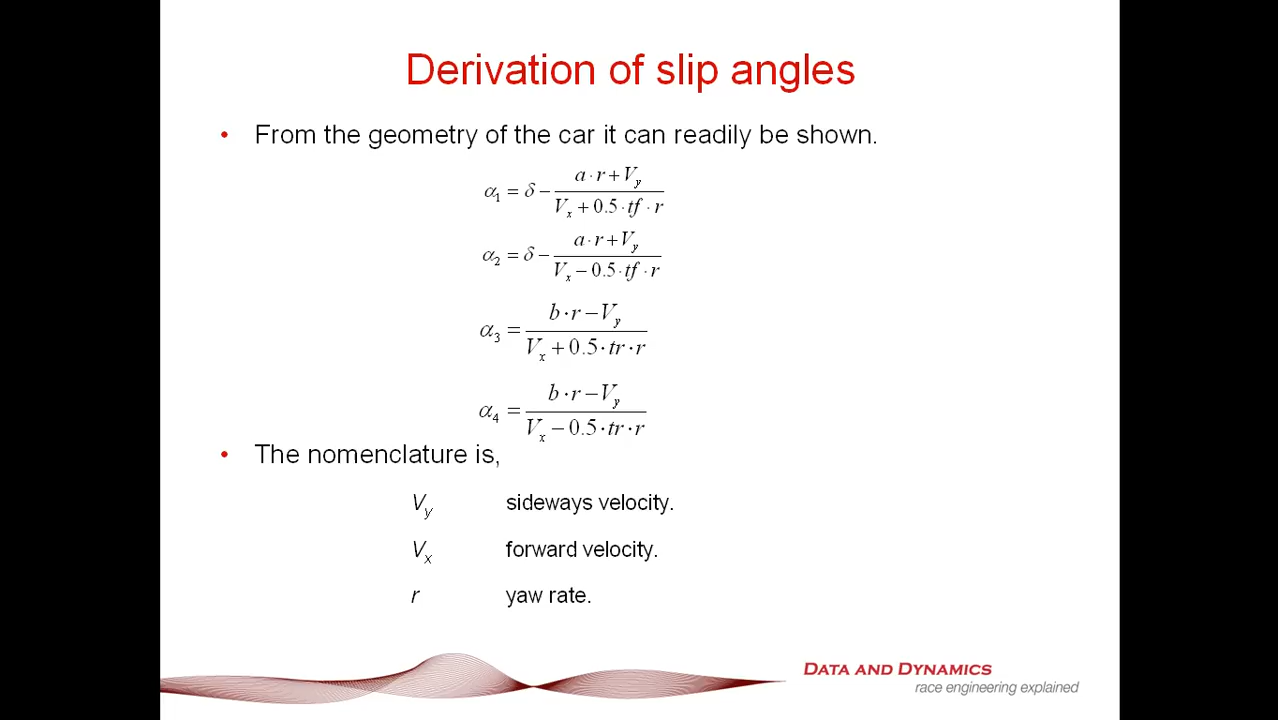 Derivation of slip angles
• From the geometry of the car it can readily be shown.
α₁ = δ − (a · r + V_y) / (V_x + 0.5 · tf · r)
α₂ = δ − (a · r + V_y) / (V_x − 0.5 · tf · r)
α₃ = (b · r − V_y) / (V_x + 0.5 · tr · r)
α₄ = (b · r − V_y) / (V_x − 0.5 · tr · r)
• The nomenclature is,
V_y sideways velocity.
V_x forward velocity.
r yaw rate.
DATA AND DYNAMICS
race engineering explained